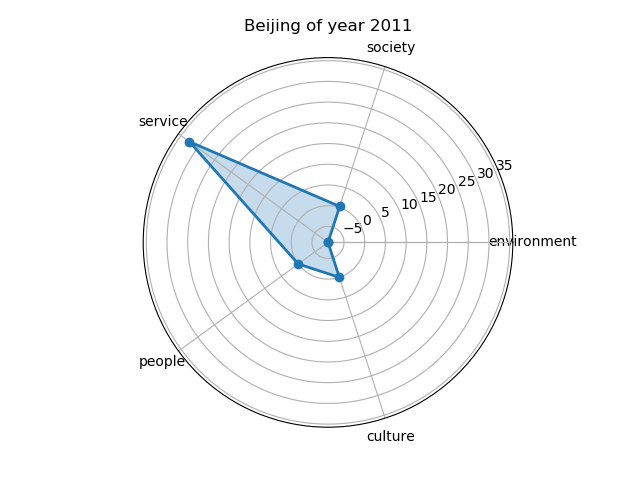 Beijing of year 2011
society
service
35
30
25
20
15
10
5
0
−5
environment
people
culture